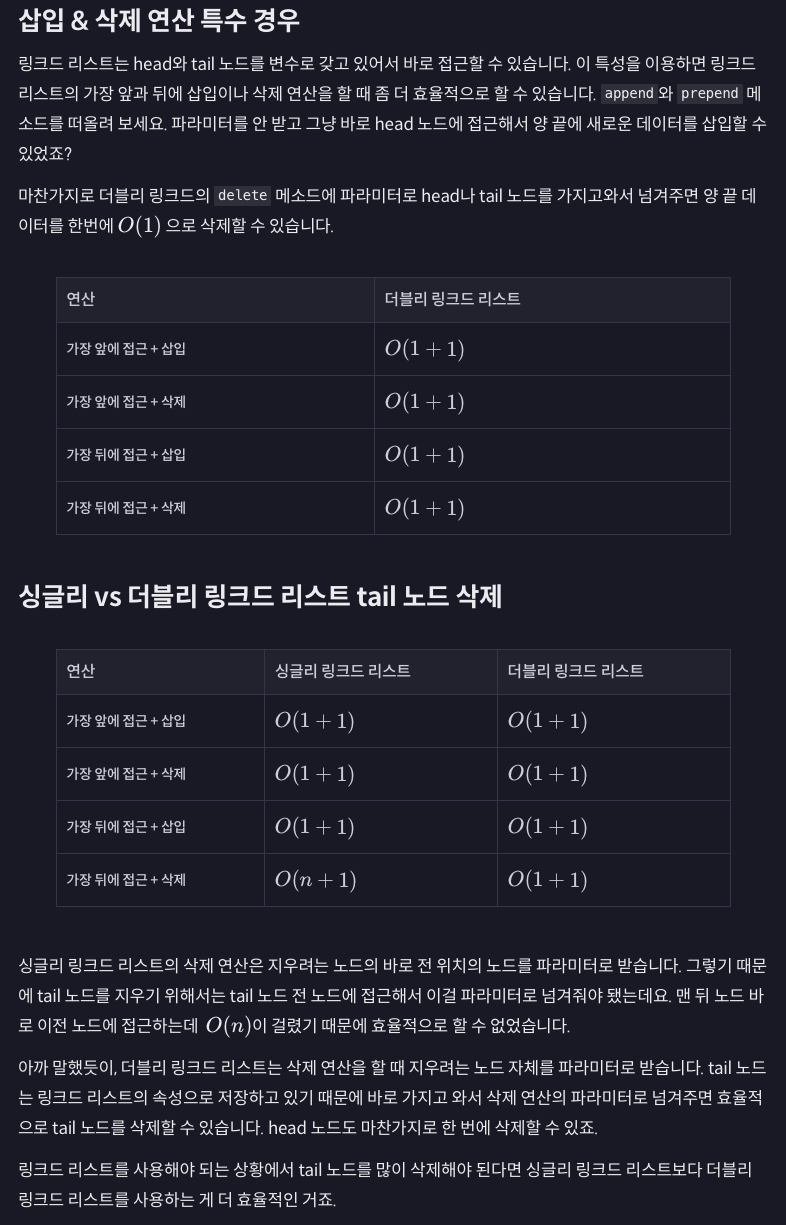 삽입 & 삭제 연산 특수 경우
링크드 리스트는 head와 tail 노드를 변수로 갖고 있어서 바로 접근할 수 있습니다. 이 특성을 이용하면 링크드
리스트의 가장 앞과 뒤에 삽입이나 삭제 연산을 할 때 좀 더 효율적으로 할 수 있습니다. append 와 prepend 메
소드를 떠올려 보세요. 파라미터를 안 받고 그냥 바로 head 노드에 접근해서 양 끝에 새로운 데이터를 삽입할 수
있었죠?
마찬가지로 더블리 링크드의 delete 메소드에 파라미터로 head나 tail 노드를 가지고와서 넘겨주면 양 끝 데
이터를 한번에 O(1) 으로 삭제할 수 있습니다.
연산 더블리 링크드 리스트
가장 앞에 접근 + 삽입 O(1 + 1)
가장 앞에 접근 + 삭제 O(1 + 1)
가장 뒤에 접근 + 삽입 O(1 + 1)
가장 뒤에 접근 + 삭제 O(1 + 1)
싱글리 vs 더블리 링크드 리스트 tail 노드 삭제
연산 싱글리 링크드 리스트 더블리 링크드 리스트
가장 앞에 접근 + 삽입 O(1 + 1) O(1 + 1)
가장 앞에 접근 + 삭제 O(1 + 1) O(1 + 1)
가장 뒤에 접근 + 삽입 O(1 + 1) O(1 + 1)
가장 뒤에 접근 + 삭제 O(n + 1) O(1 + 1)
싱글리 링크드 리스트의 삭제 연산은 지우려는 노드의 바로 전 위치의 노드를 파라미터로 받습니다. 그렇기 때문
에 tail 노드를 지우기 위해서는 tail 노드 전 노드에 접근해서 이걸 파라미터로 넘겨줘야 됐는데요. 맨 뒤 노드 바
로 이전 노드에 접근하는데 O(n)이 걸렸기 때문에 효율적으로 할 수 없었습니다.
아까 말했듯이, 더블리 링크드 리스트는 삭제 연산을 할 때 지우려는 노드 자체를 파라미터로 받습니다. tail 노드
는 링크드 리스트의 속성으로 저장하고 있기 때문에 바로 가지고 와서 삭제 연산의 파라미터로 넘겨주면 효율적
으로 tail 노드를 삭제할 수 있습니다. head 노드도 마찬가지로 한 번에 삭제할 수 있죠.
링크드 리스트를 사용해야 되는 상황에서 tail 노드를 많이 삭제해야 된다면 싱글리 링크드 리스트보다 더블리
링크드 리스트를 사용하는 게 더 효율적인 거죠.